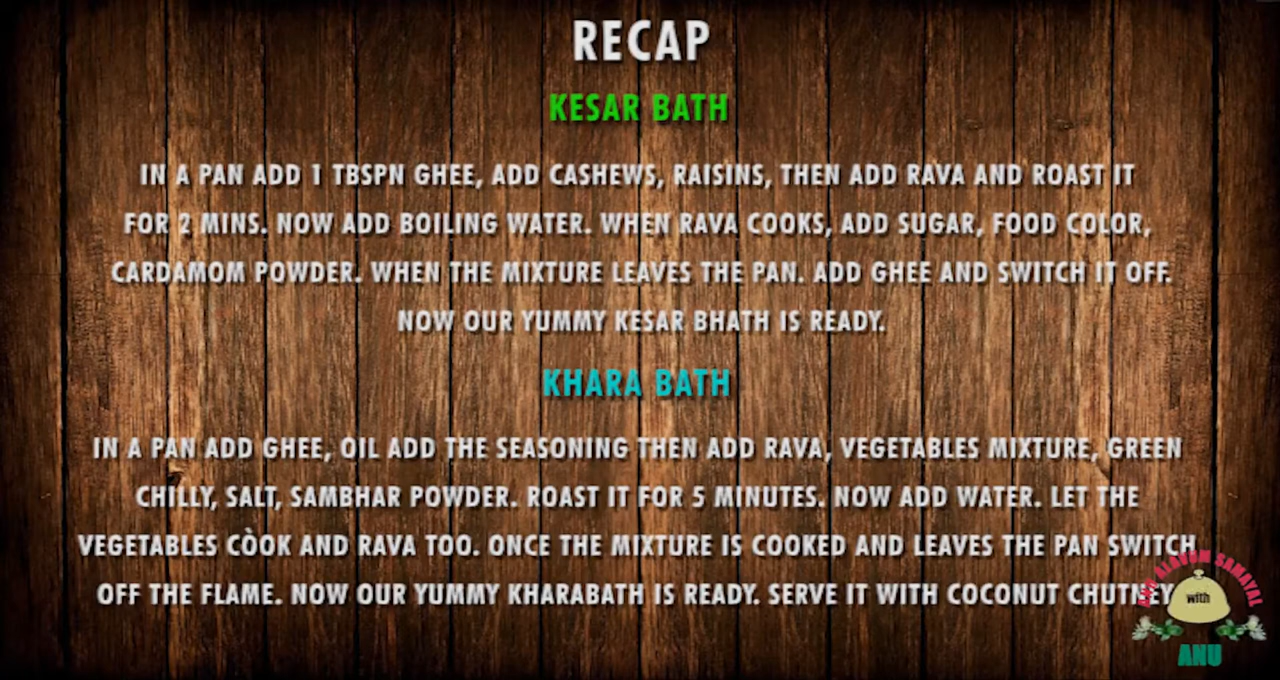 RECAP
KESAR BATH
IN A PAN ADD 1 TBSPN GHEE, ADD CASHEWS, RAISINS, THEN ADD RAVA AND ROAST IT
FOR 2 MINS. NOW ADD BOILING WATER. WHEN RAVA COOKS, ADD SUGAR, FOOD COLOR,
CARDAMOM POWDER. WHEN THE MIXTURE LEAVES THE PAN. ADD GHEE AND SWITCH IT OFF.
NOW OUR YUMMY KESAR BHATH IS READY.
KHARA BATH
IN A PAN ADD GHEE, OIL ADD THE SEASONING THEN ADD RAVA, VEGETABLES MIXTURE, GREEN
CHILLY, SALT, SAMBHAR POWDER. ROAST IT FOR 5 MINUTES. NOW ADD WATER. LET THE
VEGETABLES CÒOK AND RAVA TOO. ONCE THE MIXTURE IS COOKED AND LEAVES THE PAN SWITCH
OFF THE FLAME. NOW OUR YUMMY KHARABATH IS READY. SERVE IT WITH COCONUT CHUTNEY
SAMAYAL
with
ANU